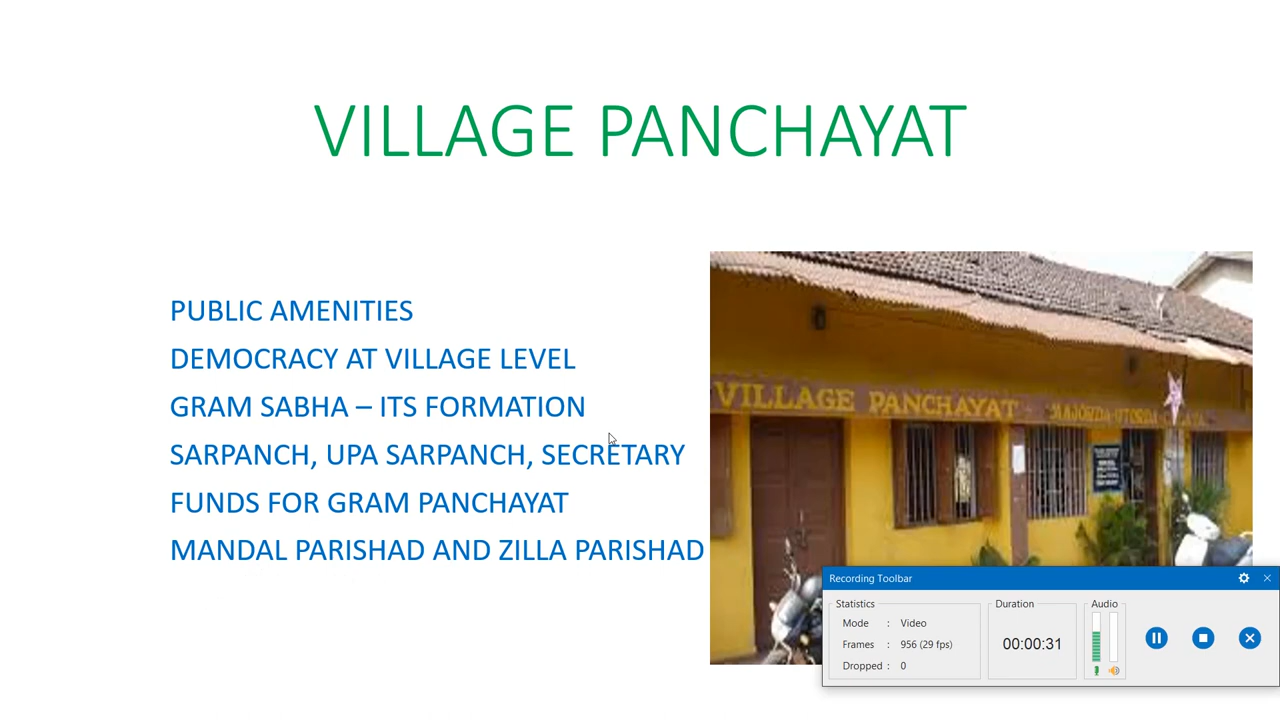 VILLAGE PANCHAYAT
PUBLIC AMENITIES
DEMOCRACY AT VILLAGE LEVEL
GRAM SABHA – ITS FORMATION
SARPANCH, UPA SARPANCH, SECRETARY
FUNDS FOR GRAM PANCHAYAT
MANDAL PARISHAD AND ZILLA PARISHAD
VILLAGE PANCHAYAT MAJORDA-UTORDA
Recording Toolbar
Statistics
Mode : Video
Frames : 956 (29 fps)
Dropped : 0
Duration
00:00:31
Audio